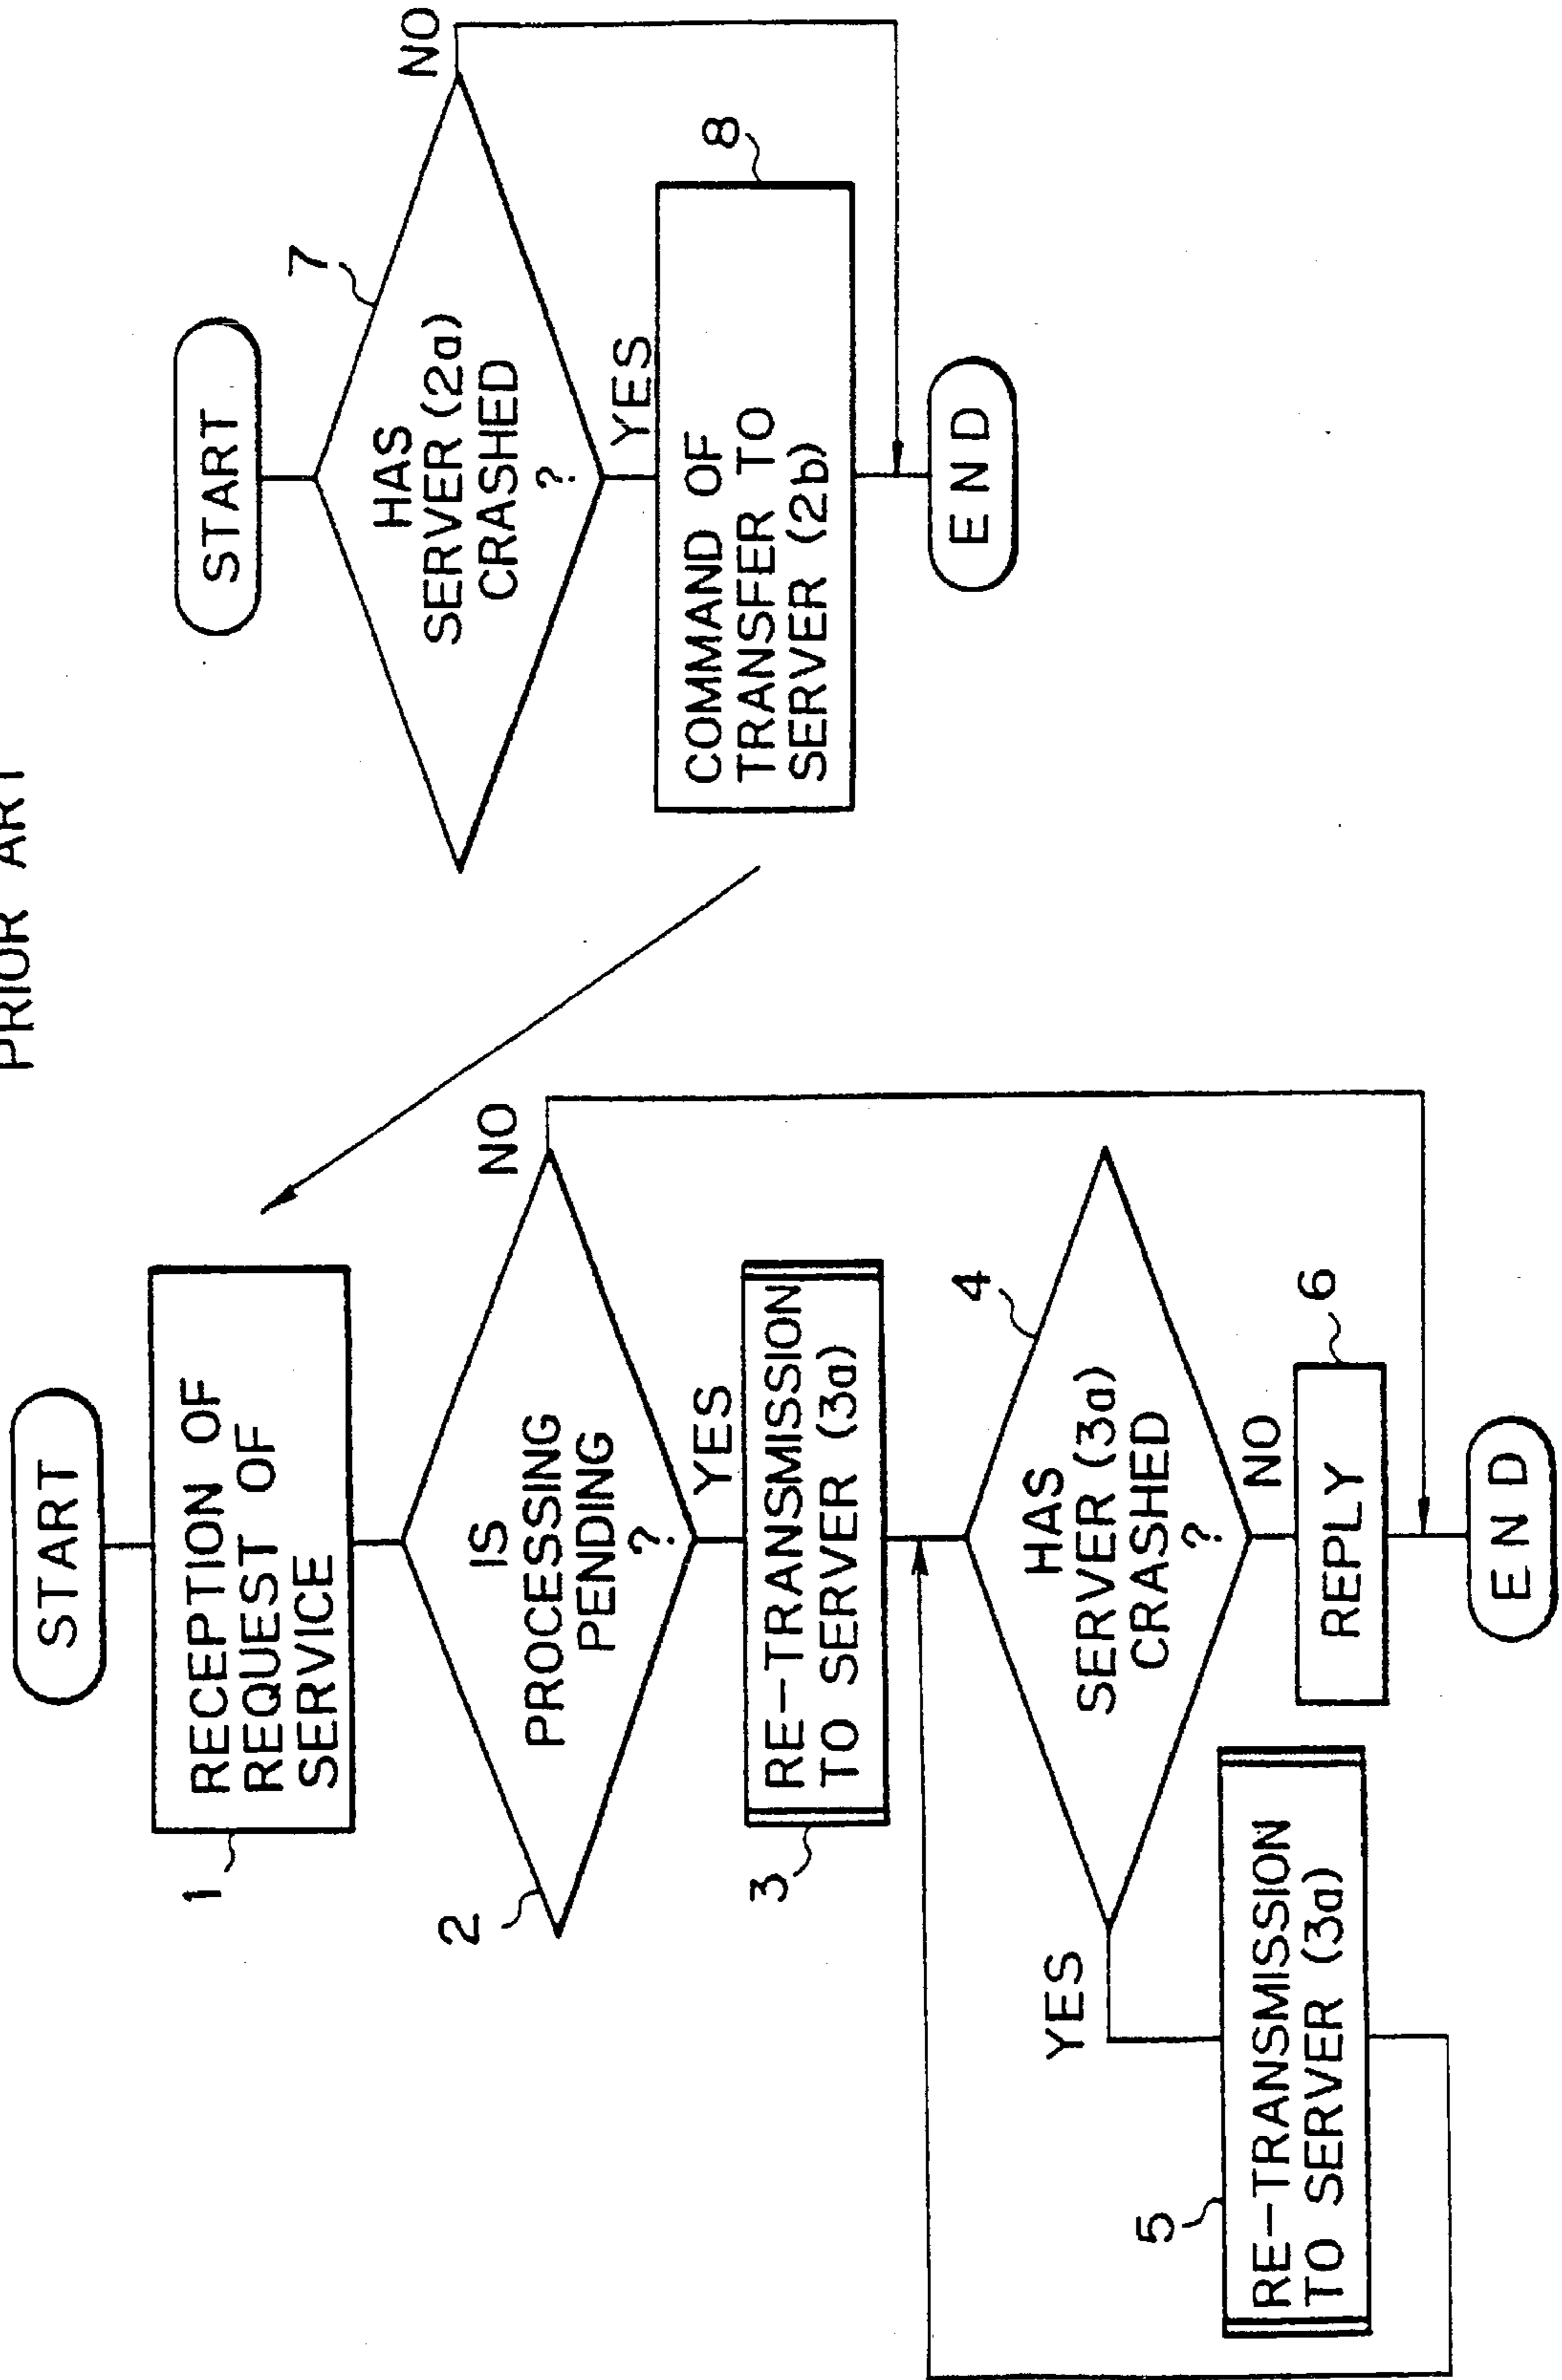 PRIOR ART
START
1
RECEPTION OF
REQUEST OF
SERVICE
2
IS
PROCESSING
PENDING
?
NO
YES
3
RE-TRANSMISSION
TO SERVER (3a)
4
HAS
SERVER (3a)
CRASHED
?
YES
NO
5
RE-TRANSMISSION
TO SERVER (3a)
6
REPLY
END
START
7
HAS
SERVER (2a)
CRASHED
?
NO
YES
8
COMMAND OF
TRANSFER TO
SERVER (2b)
END